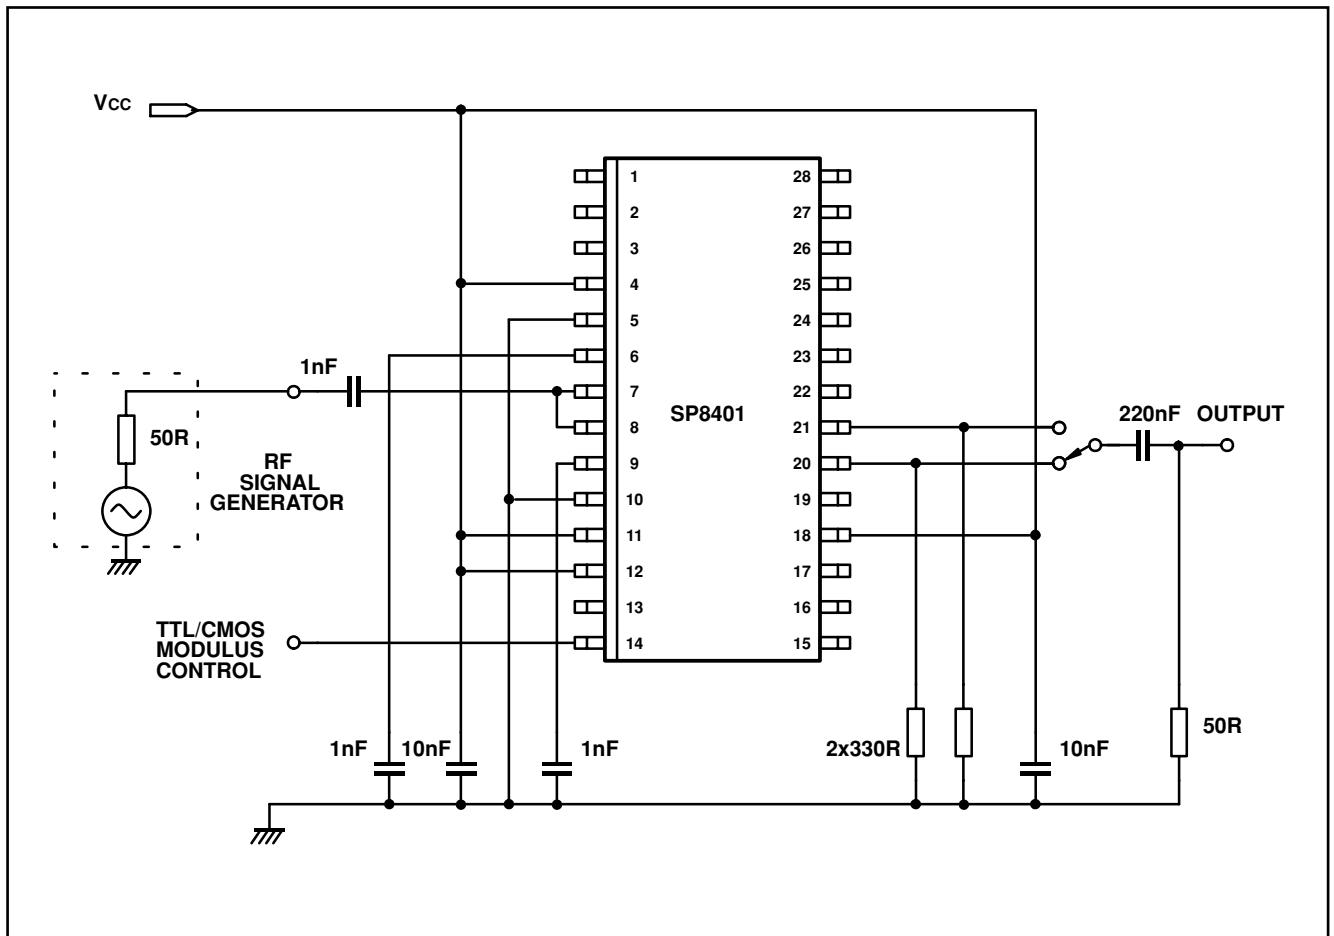 VCC
1
2
3
4
5
6
7
8
9
10
11
12
13
14
28
27
26
25
24
23
22
21
20
19
18
17
16
15
SP8401
1nF
50R
RF
SIGNAL
GENERATOR
220nF OUTPUT
TTL/CMOS
MODULUS
CONTROL
1nF 10nF
1nF
2x330R
10nF
50R